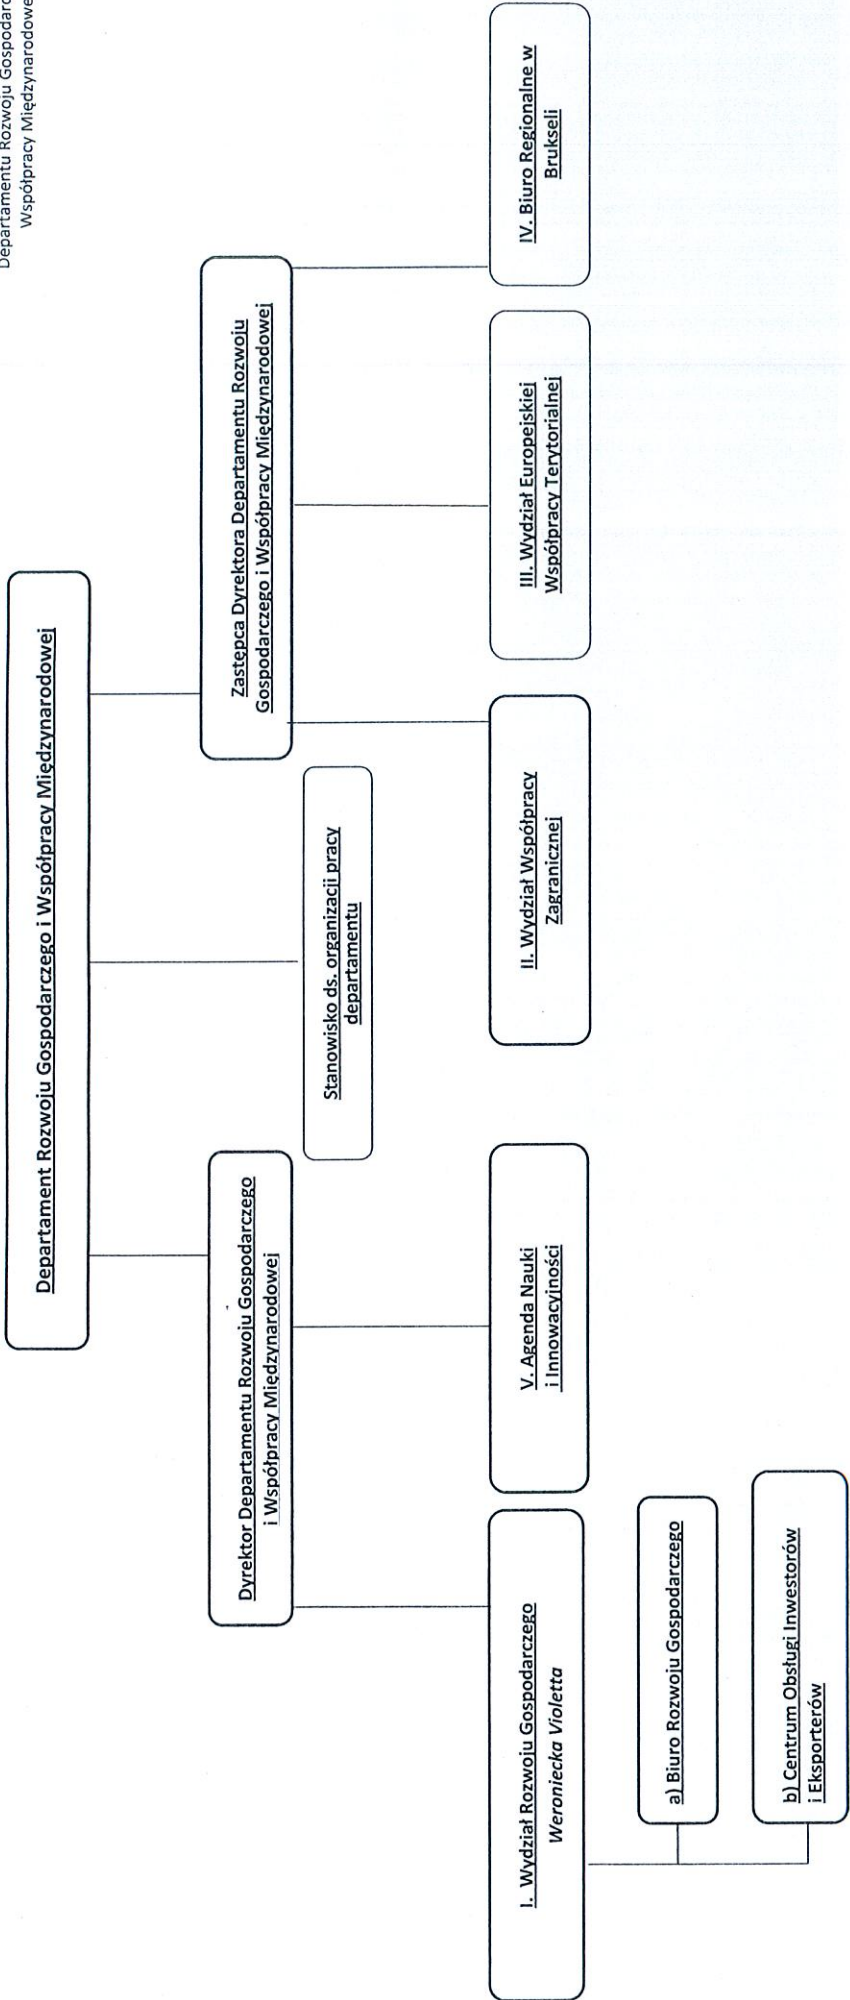 Departamentu Rozwoju
Współpracy
Departament Rozwoju Gospodarczego i Współpracy Międzynarodowej
Dyrektor Departamentu Rozwoju Gospodarczego
i Współpracy Międzynarodowej
Stanowisko ds. organizacji pracy
departamentu
Zastępca Dyrektora Departamentu Rozwoju
Gospodarczego i Współpracy Międzynarodowej
I. Wydział Rozwoju Gospodarczego
Weroniecka Violetta
a) Biuro Rozwoju Gospodarczego
b) Centrum Obsługi Inwestorów
i Eksporterów
V. Agenda Nauki
i Innowacyjności
II. Wydział Współpracy
Zagranicznej
III. Wydział Europejskiej
Współpracy Terytorialnej
IV. Biuro Regionalne w
Brukseli